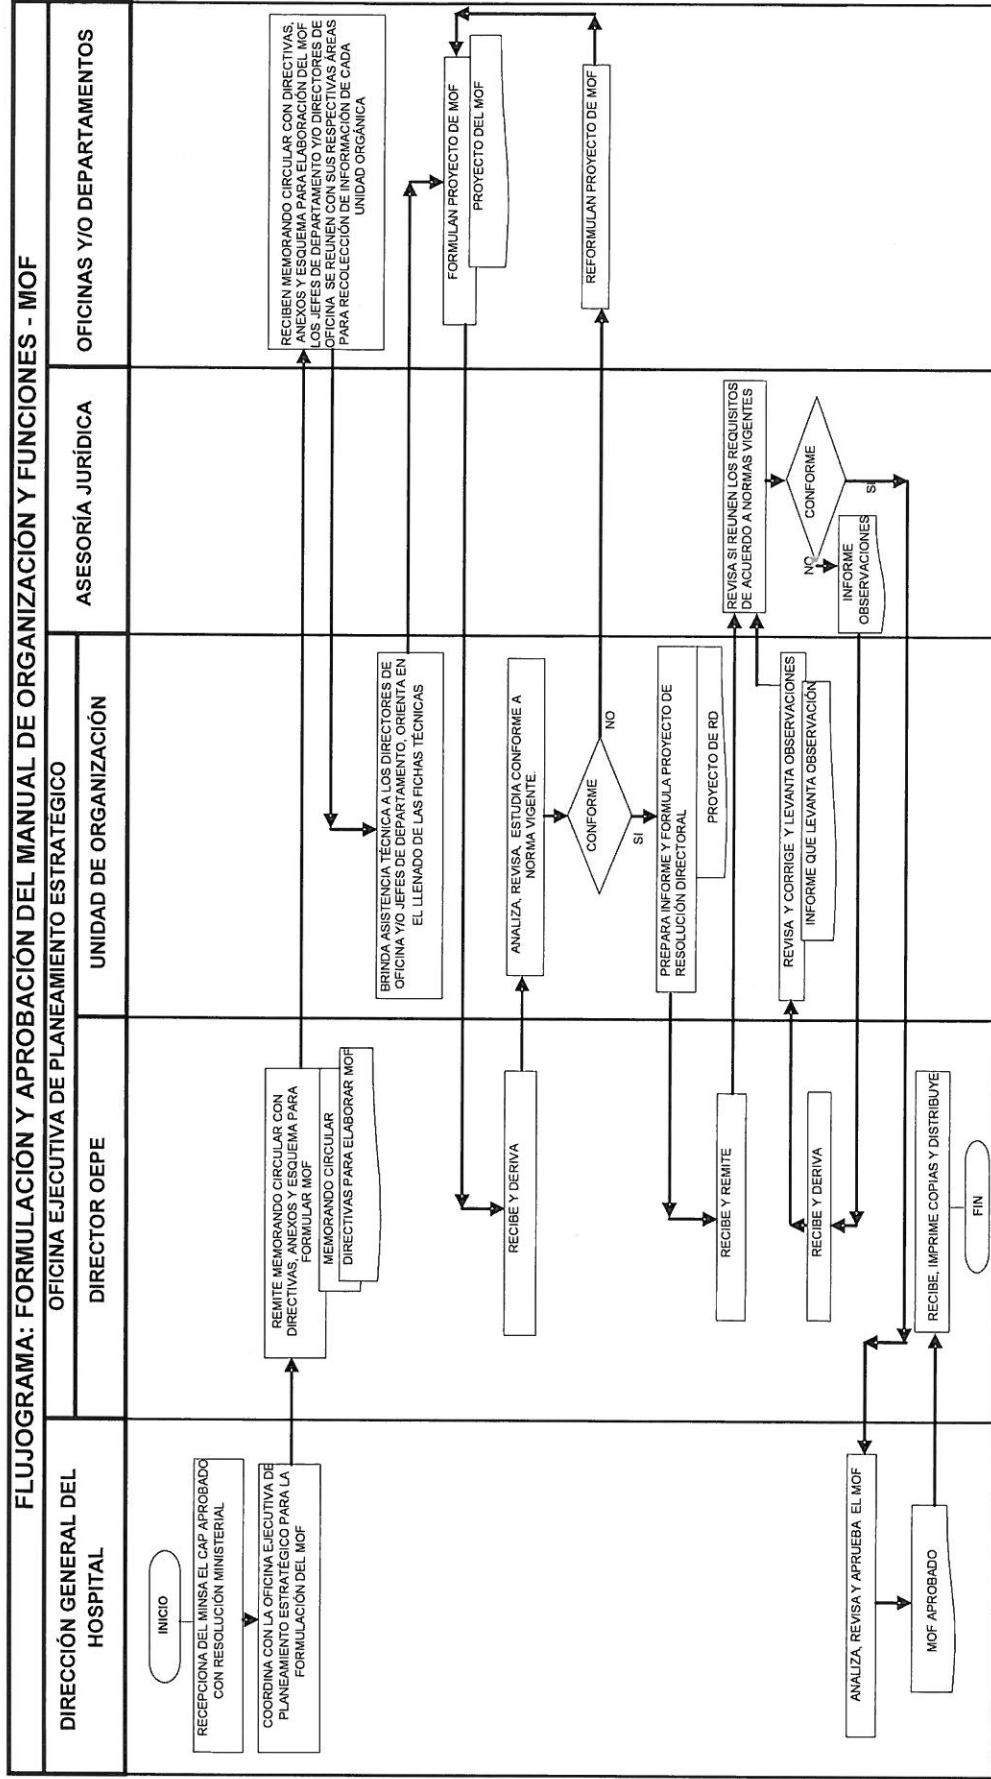 FLUJOGRAMA: FORMULACIÓN Y APROBACIÓN DEL MANUAL DE ORGANIZACIÓN Y FUNCIONES - MOF
DIRECCIÓN GENERAL DEL
HOSPITAL
OFICINA EJECUTIVA DE PLANEAMIENTO ESTRATÉGICO
DIRECTOR OEPE
UNIDAD DE ORGANIZACIÓN
ASESORÍA JURÍDICA
OFICINAS Y/O DEPARTAMENTOS
INICIO
RECEPCIONA DEL MINSA EL CAP APROBADO
CON RESOLUCIÓN MINISTERIAL
COORDINA CON LA OFICINA EJECUTIVA DE
PLANEAMIENTO ESTRATÉGICO PARA LA
FORMULACIÓN DEL MOF
REMITE MEMORANDO CIRCULAR CON
DIRECTIVAS, ANEXOS Y ESQUEMA PARA
FORMULAR MOF
MEMORANDO CIRCULAR
DIRECTIVAS PARA ELABORAR MOF
RECIBEN MEMORANDO CIRCULAR CON DIRECTIVAS,
ANEXOS Y ESQUEMA PARA ELABORACIÓN DEL MOF
LOS JEFES DE DEPARTAMENTO Y/O DIRECTORES DE
OFICINA SE REUNEN CON SUS RESPECTIVAS ÁREAS
PARA RECOLECCIÓN DE INFORMACIÓN DE CADA
UNIDAD ORGÁNICA
BRINDA ASISTENCIA TÉCNICA A LOS DIRECTORES DE
OFICINA Y/O JEFES DE DEPARTAMENTO, ORIENTA EN
EL LLENADO DE LAS FICHAS TÉCNICAS
FORMULAN PROYECTO DE MOF
PROYECTO DEL MOF
RECIBE Y DERIVA
ANALIZA, REVISA, ESTUDIA CONFORME A
NORMA VIGENTE.
CONFORME
NO
SI
REFORMULAN PROYECTO DE MOF
PREPARA INFORME Y FORMULA PROYECTO DE
RESOLUCIÓN DIRECTORAL
PROYECTO DE RD
RECIBE Y REMITE
REVISA SI REUNEN LOS REQUISITOS
DE ACUERDO A NORMAS VIGENTES
CONFORME
NO
SI
INFORME
OBSERVACIONES
RECIBE Y DERIVA
REVISA Y CORRIGE Y LEVANTA OBSERVACIONES
INFORME QUE LEVANTA OBSERVACIÓN
ANALIZA, REVISA Y APRUEBA EL MOF
MOF APROBADO
RECIBE, IMPRIME COPIAS Y DISTRIBUYE
FIN